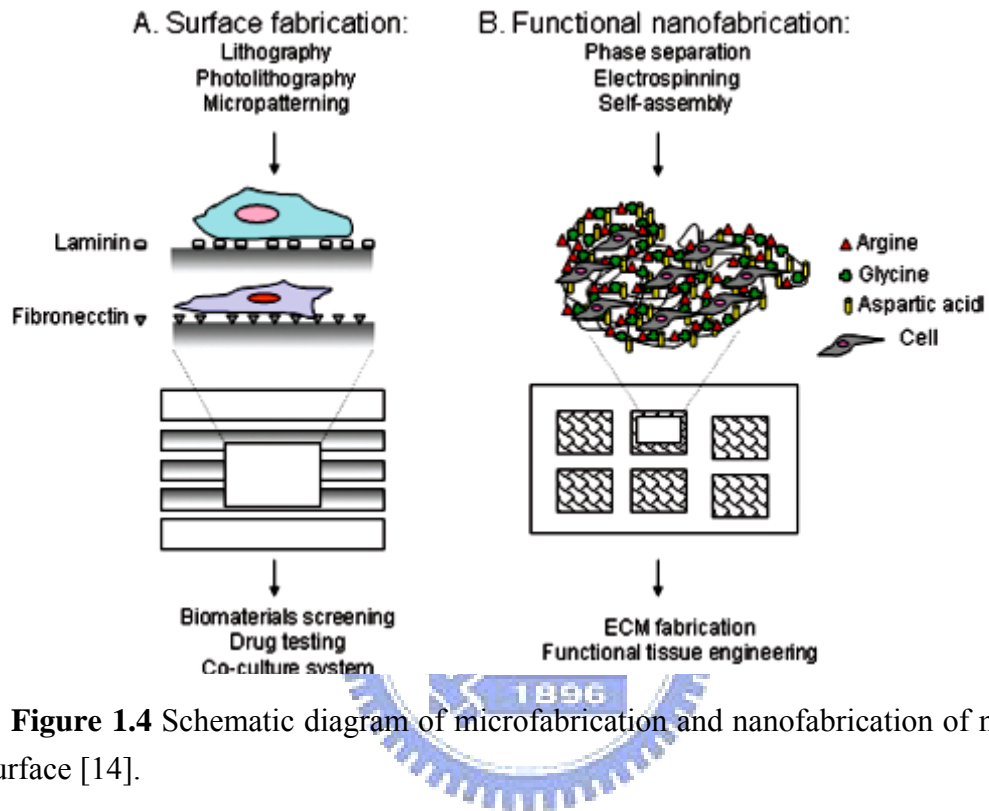 A. Surface fabrication:
Lithography
Photolithography
Micropatterning
Laminin
Fibronecctin
Biomaterials screening
Drug testing
Co-culture system
B. Functional nanofabrication:
Phase separation
Electrospinning
Self-assembly
Argine
Glycine
Aspartic acid
Cell
ECM fabrication
Functional tissue engineering
1896
Figure 1.4 Schematic diagram of microfabrication and nanofabrication of
urface [14].